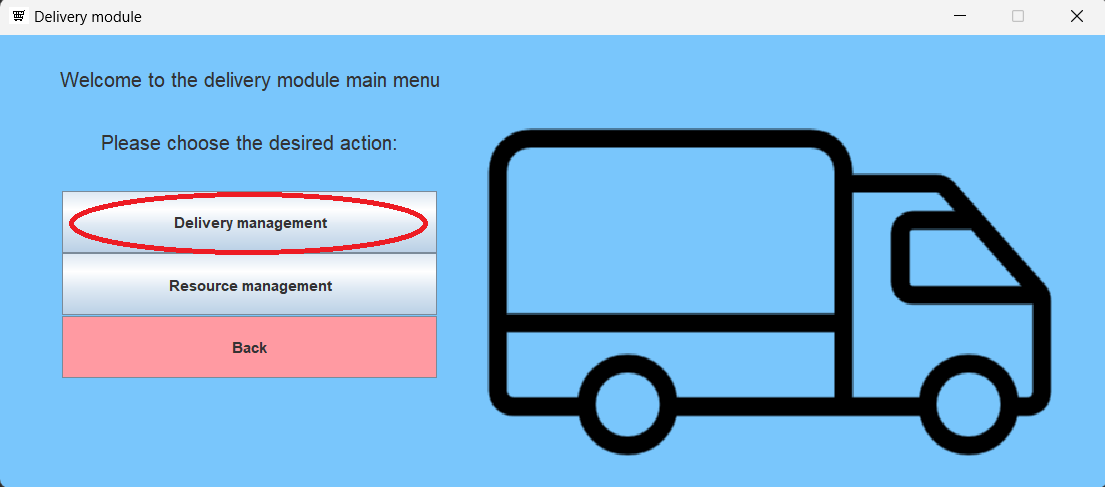 Delivery module
Welcome to the delivery module main menu
Please choose the desired action:
Delivery management
Resource management
Back